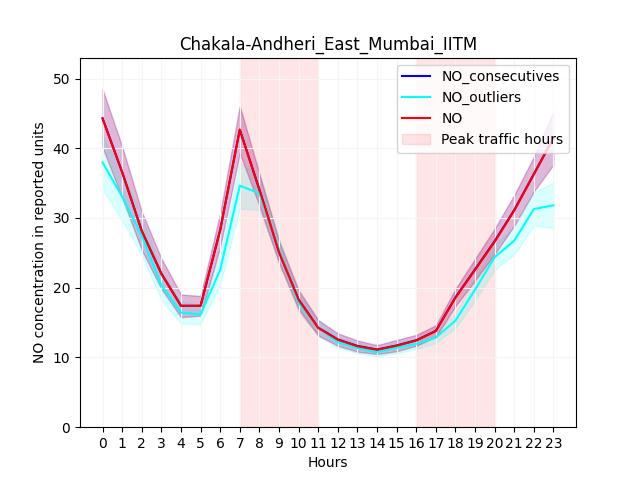 Chakala-Andheri_East_Mumbai_IITM
NO_consecutives
NO_outliers
NO
Peak traffic hours
NO concentration in reported units
50
40
30
20
10
0
0 1 2 3 4 5 6 7 8 9 10 11 12 13 14 15 16 17 18 19 20 21 22 23
Hours